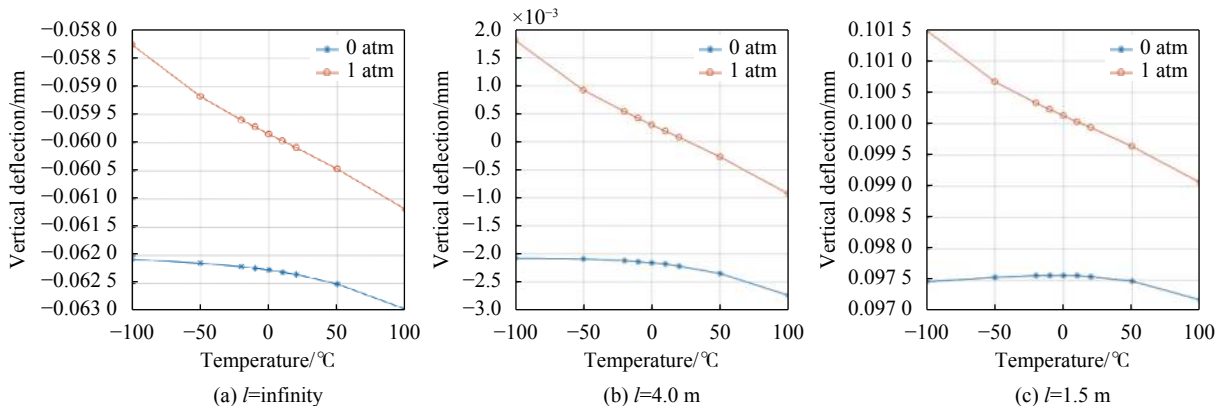 −0.058 0
−0.058 5
−0.059 0
−0.059 5
−0.060 0
−0.060 5
−0.061 0
−0.061 5
−0.062 0
−0.062 5
−0.063 0
Vertical deflection/mm
0 atm
1 atm
−100 −50 0 50 100
Temperature/℃
(a) l=infinity
×10⁻³
2.0
1.5
1.0
0.5
0
−0.5
−1.0
−1.5
−2.0
−2.5
−3.0
Vertical deflection/mm
0 atm
1 atm
−100 −50 0 50 100
Temperature/℃
(b) l=4.0 m
0.101 5
0.101 0
0.100 5
0.100 0
0.099 5
0.099 0
0.098 5
0.098 0
0.097 5
0.097 0
Vertical deflection/mm
0 atm
1 atm
−100 −50 0 50 100
Temperature/℃
(c) l=1.5 m